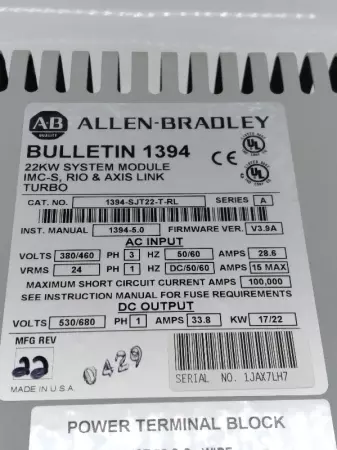 A-B
QUALITY
ALLEN-BRADLEY
BULLETIN 1394
22KW SYSTEM MODULE
IMC-S, RIO & AXIS LINK
TURBO
UL
LISTED
CE
CAT. NO. 1394-SJT22-T-RL SERIES A
INST. MANUAL 1394-5.0 FIRMWARE VER. V3.9A
AC INPUT
VOLTS 380/460 PH 3 HZ 50/60 AMPS 28.6
VRMS 24 PH 1 HZ DC/50/60 AMPS 15 MAX
MAXIMUM SHORT CIRCUIT CURRENT AMPS 100,000
SEE INSTRUCTION MANUAL FOR FUSE REQUIREMENTS
DC OUTPUT
VOLTS 530/680 PH 1 AMPS 33.8 KW 17/22
MFG REV
22
0429
MADE IN U.S.A.
SERIAL NO. 1JAX7LH7
POWER TERMINAL BLOCK